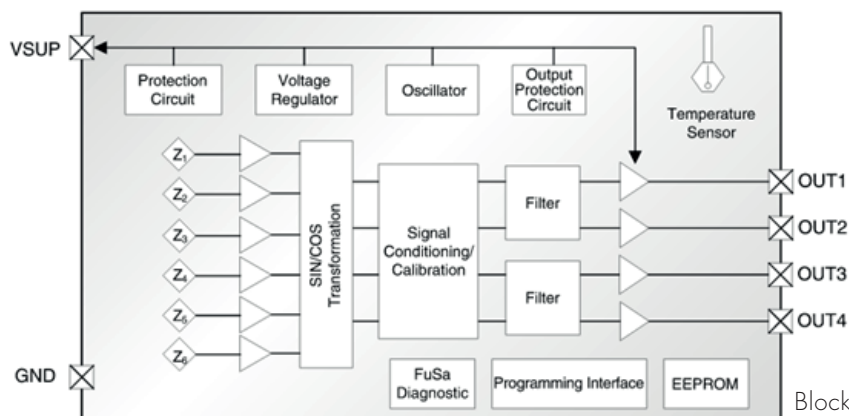 VSUP
Protection
Circuit
Voltage
Regulator
Oscillator
Output
Protection
Circuit
Temperature
Sensor
Z1
Z2
Z3
Z4
Z5
Z6
SIN/COS
Transformation
Signal
Conditioning/
Calibration
Filter
Filter
OUT1
OUT2
OUT3
OUT4
GND
FuSa
Diagnostic
Programming Interface
EEPROM
Block